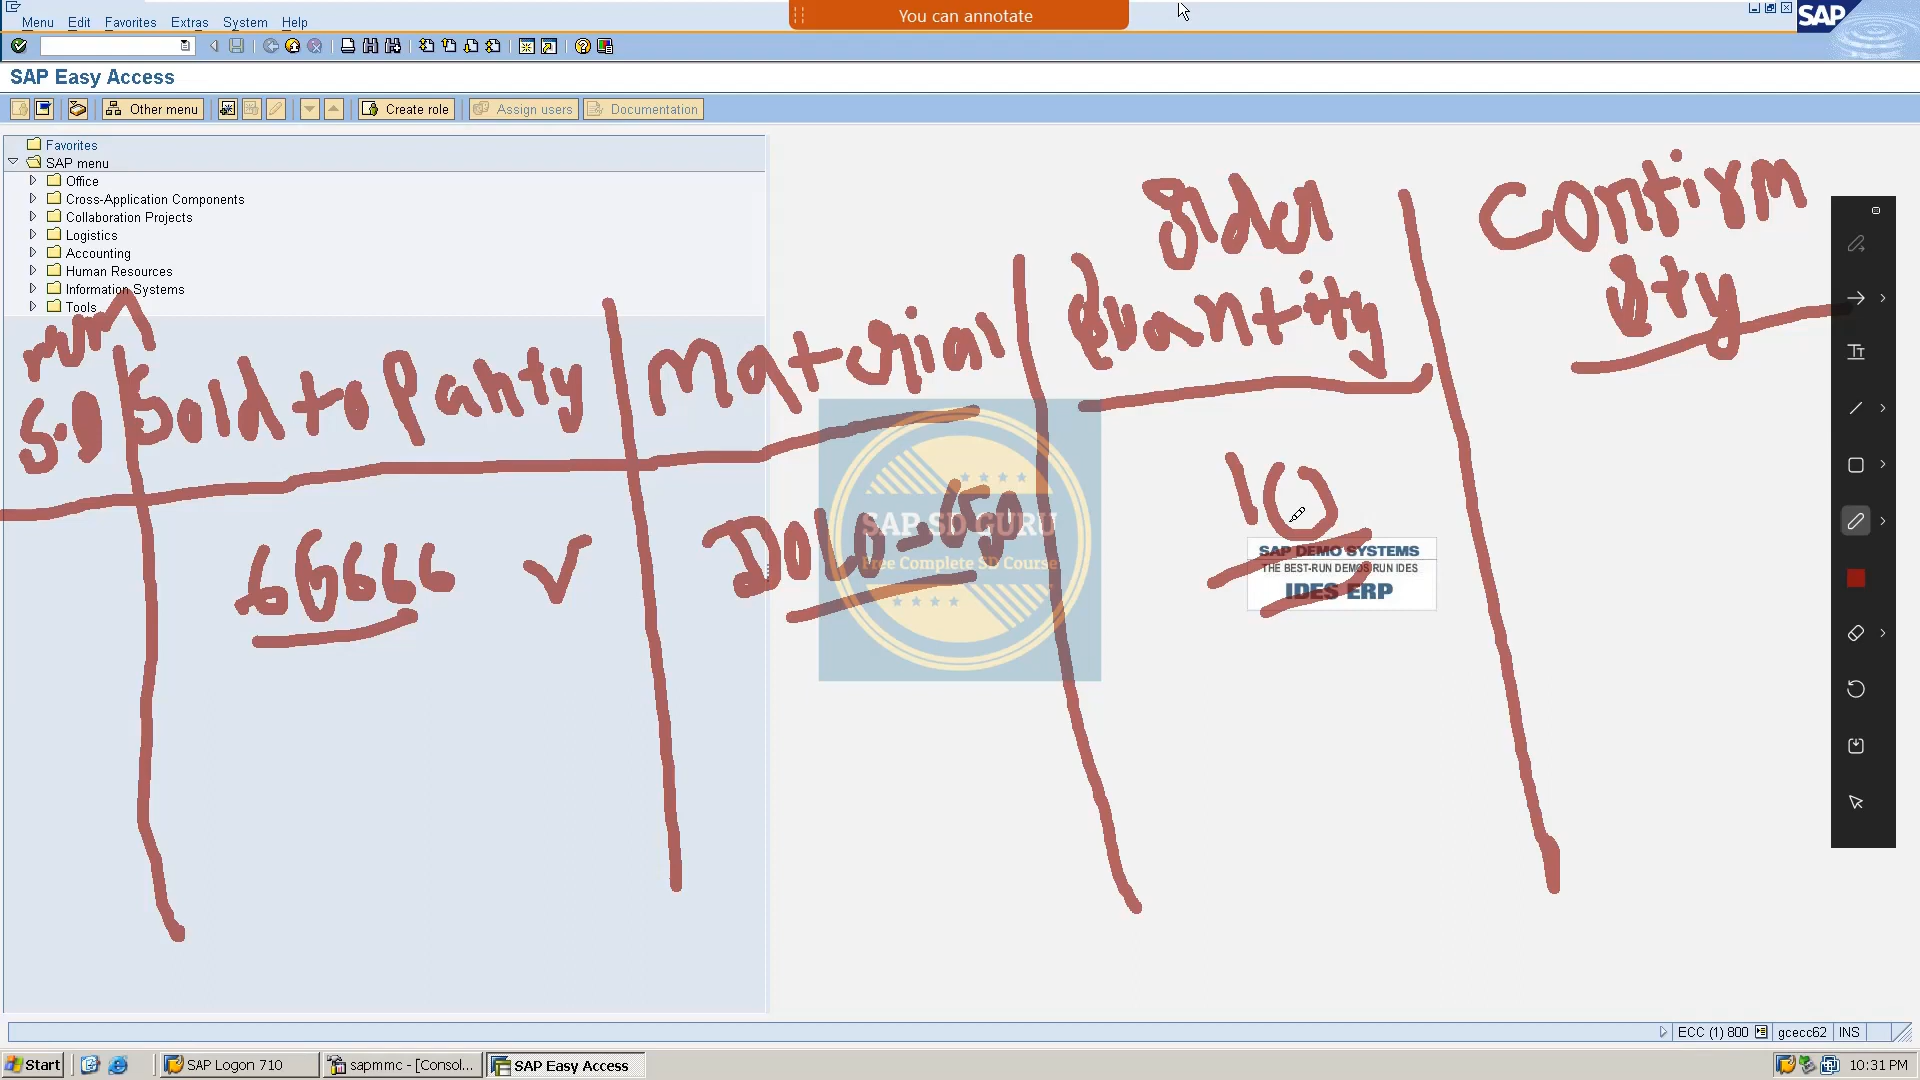 You can annotate
Menu Edit Favorites Extras System Help
SAP
SAP Easy Access
Other menu Create role Assign users Documentation
Favorites
SAP menu
Office
Cross-Application Components
Collaboration Projects
Logistics
Accounting
Human Resources
Information Systems
Tools
num
S.O
Sold to Party
Material
order
Quantity
Confirm
Qty
66666
DOLO-650
10
SAP SD GURU
Free Complete SD Course
SAP DEMO SYSTEMS
THE BEST-RUN DEMOS RUN IDES
IDES ERP
ECC (1) 800 gcecc62 INS
Start SAP Logon 710 sapmmc - [Consol... SAP Easy Access 10:31 PM